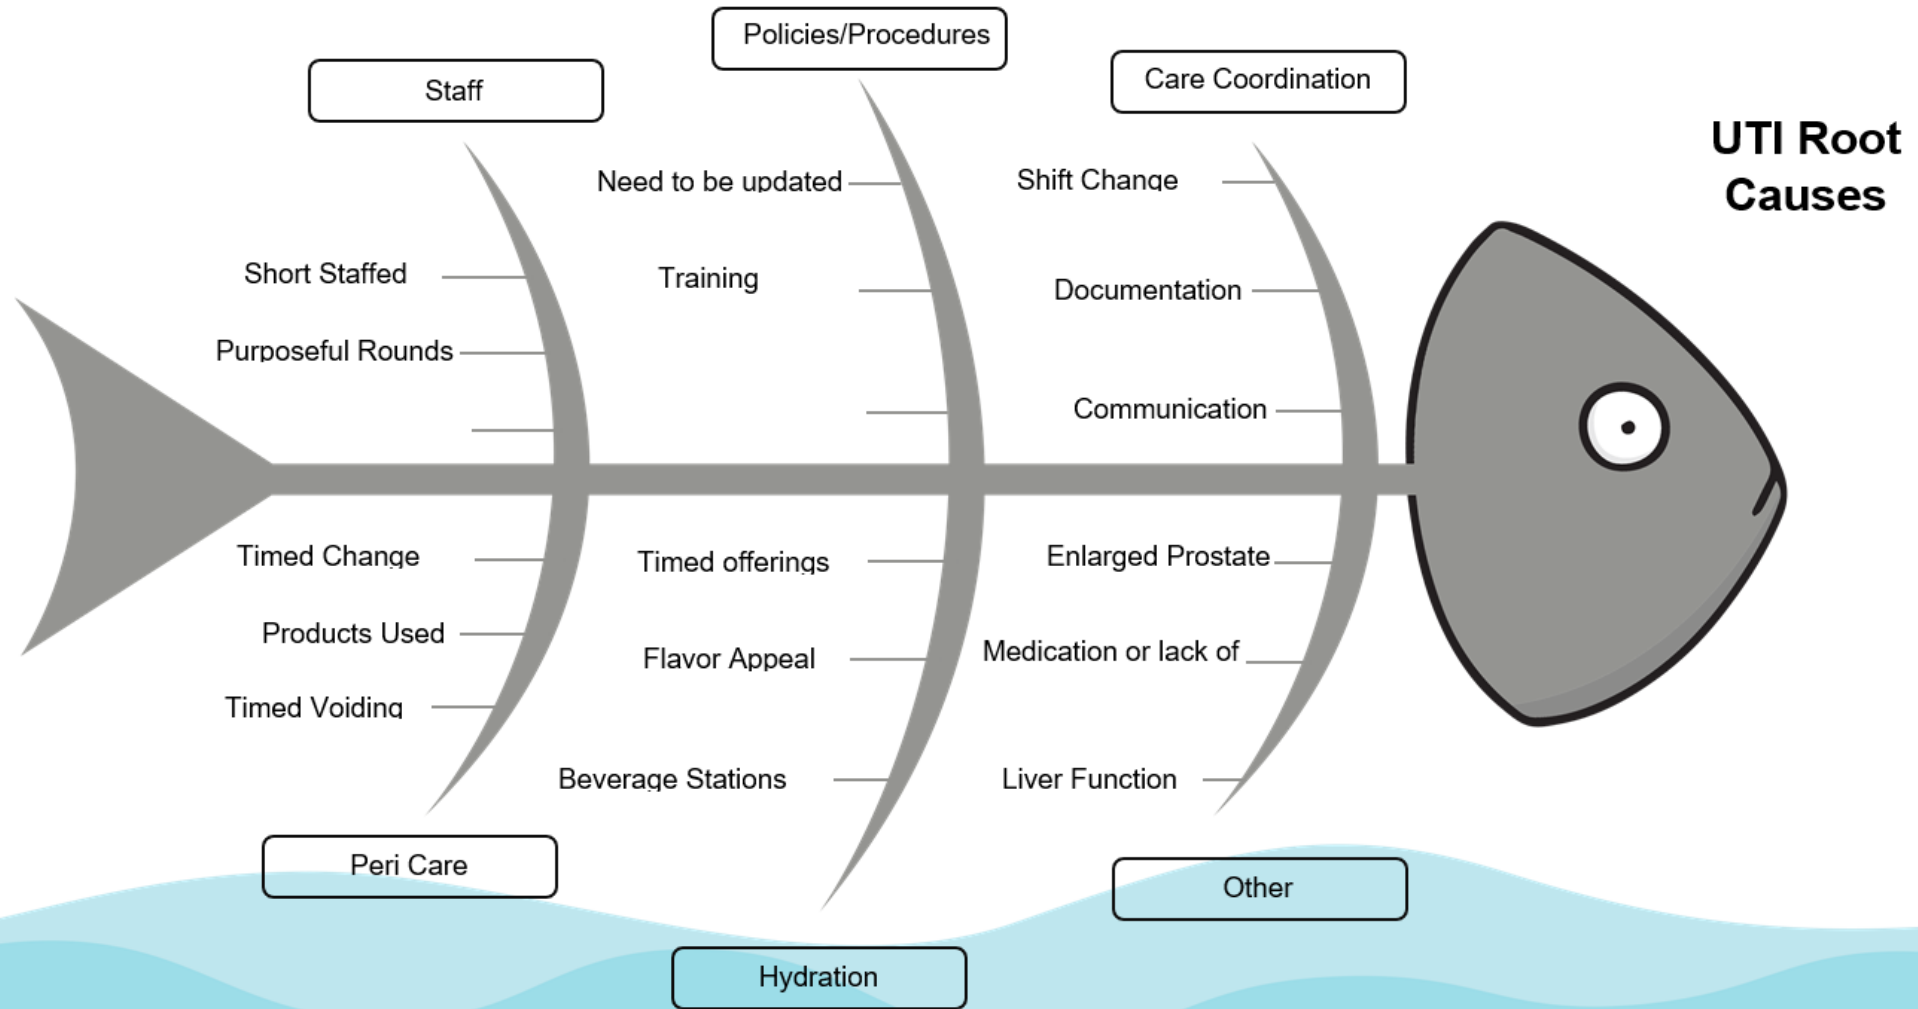 Policies/Procedures
Staff
Care Coordination
UTI Root
Causes
Need to be updated
Shift Change
Short Staffed
Training
Documentation
Purposeful Rounds
Communication
Timed Change
Timed offerings
Enlarged Prostate
Products Used
Flavor Appeal
Medication or lack of
Timed Voiding
Beverage Stations
Liver Function
Peri Care
Other
Hydration